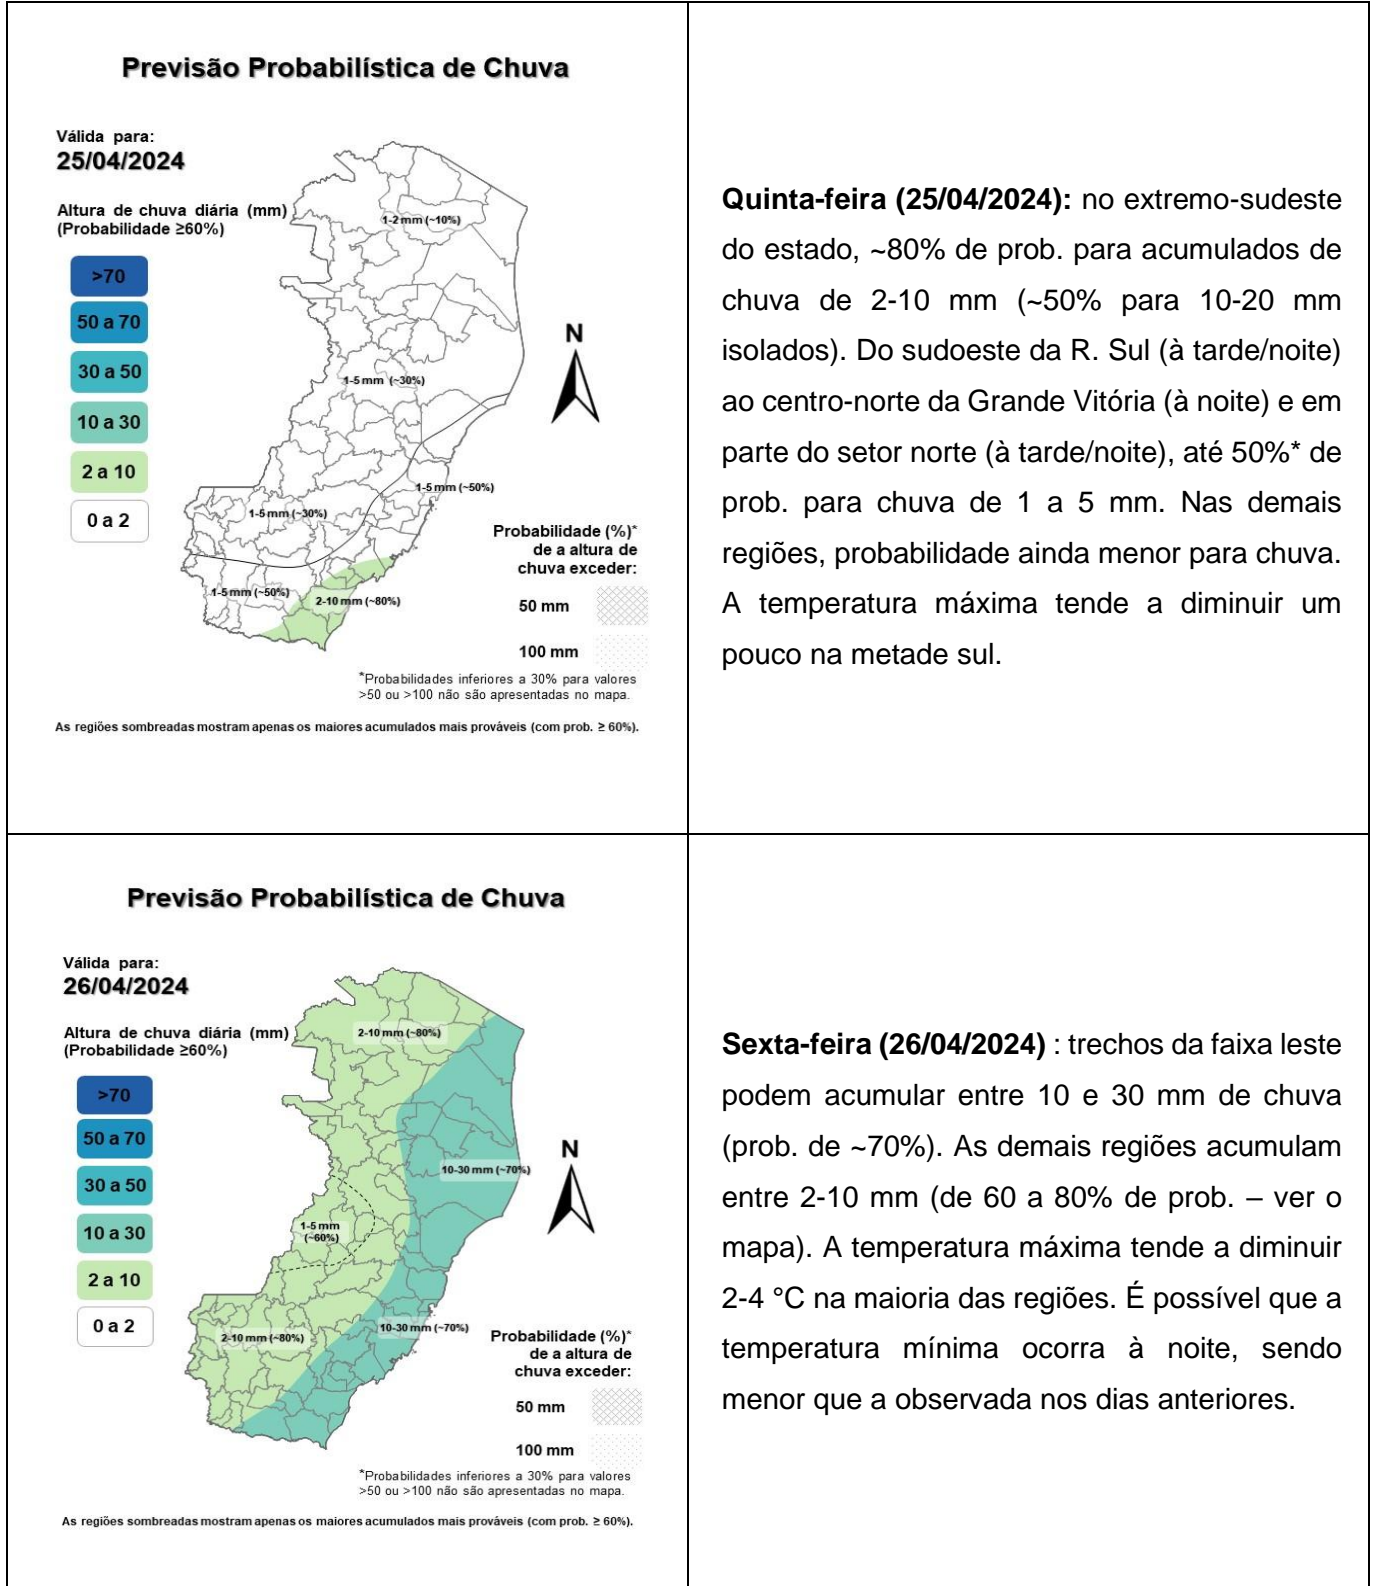 Previsão Probabilística de Chuva
Válida para:
25/04/2024
Altura de chuva diária (mm)
(Probabilidade ≥60%)
>70
50 a 70
30 a 50
10 a 30
2 a 10
0 a 2
1-2 mm (~10%)
1-5 mm (~30%)
1-5 mm (~50%)
1-5 mm (~30%)
1-5 mm (~50%)
2-10 mm (~80%)
N
Probabilidade (%)*
de a altura de
chuva exceder:
50 mm
100 mm
*Probabilidades inferiores a 30% para valores
>50 ou >100 não são apresentadas no mapa.
As regiões sombreadas mostram apenas os maiores acumulados mais prováveis (com prob. ≥ 60%).
Quinta-feira (25/04/2024): no extremo-sudeste
do estado, ~80% de prob. para acumulados de
chuva de 2-10 mm (~50% para 10-20 mm
isolados). Do sudoeste da R. Sul (à tarde/noite)
ao centro-norte da Grande Vitória (à noite) e em
parte do setor norte (à tarde/noite), até 50%* de
prob. para chuva de 1 a 5 mm. Nas demais
regiões, probabilidade ainda menor para chuva.
A temperatura máxima tende a diminuir um
pouco na metade sul.
Previsão Probabilística de Chuva
Válida para:
26/04/2024
Altura de chuva diária (mm)
(Probabilidade ≥60%)
>70
50 a 70
30 a 50
10 a 30
2 a 10
0 a 2
2-10 mm (~80%)
10-30 mm (~70%)
1-5 mm
(~60%)
10-30 mm (~70%)
2-10 mm (~80%)
N
Probabilidade (%)*
de a altura de
chuva exceder:
50 mm
100 mm
*Probabilidades inferiores a 30% para valores
>50 ou >100 não são apresentadas no mapa.
As regiões sombreadas mostram apenas os maiores acumulados mais prováveis (com prob. ≥ 60%).
Sexta-feira (26/04/2024) : trechos da faixa leste
podem acumular entre 10 e 30 mm de chuva
(prob. de ~70%). As demais regiões acumulam
entre 2-10 mm (de 60 a 80% de prob. – ver o
mapa). A temperatura máxima tende a diminuir
2-4 °C na maioria das regiões. É possível que a
temperatura mínima ocorra à noite, sendo
menor que a observada nos dias anteriores.